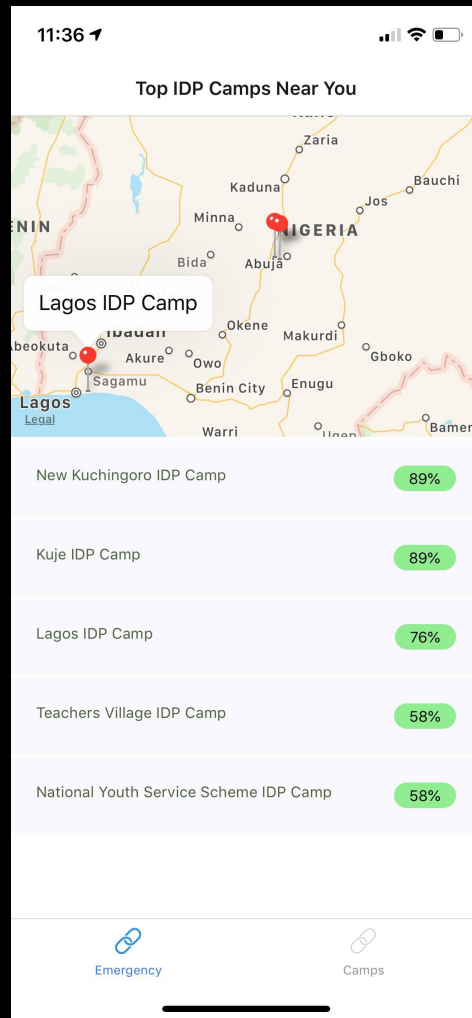 11:36
Top IDP Camps Near You
Zaria
Kaduna
Bauchi
Jos
Minna
ENIN
NIGERIA
Bida
Abuja
Lagos IDP Camp
Ibadan
Okene
Makurdi
Abeokuta
Akure
Owo
Gboko
Sagamu
Benin City
Enugu
Lagos
Legal
Warri
Bamen
New Kuchingoro IDP Camp
89%
Kuje IDP Camp
89%
Lagos IDP Camp
76%
Teachers Village IDP Camp
58%
National Youth Service Scheme IDP Camp
58%
Emergency
Camps